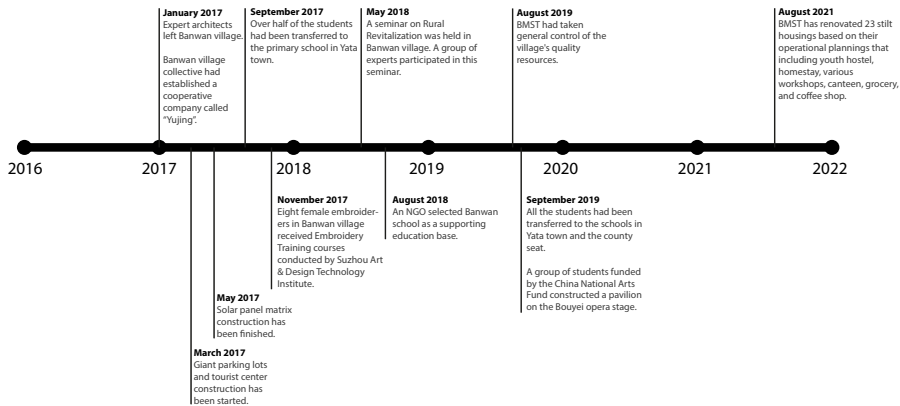 January 2017
Expert architects
left Banwan village.
Banwan village
collective had
established a
cooperative
company called
“Yujing”.
September 2017
Over half of the students
had been transferred to
the primary school in Yata
town.
May 2018
A seminar on Rural
Revitalization was held in
Banwan village. A group of
experts participated in this
seminar.
August 2019
BMST had taken
general control of the
village’s quality
resources.
August 2021
BMST has renovated 23 stilt
housings based on their
operational plannings that
including youth hostel,
homestay, various
workshops, canteen, grocery,
and coffee shop.
2016
2017
2018
2019
2020
2021
2022
November 2017
Eight female embroider-
ers in Banwan village
received Embroidery
Training courses
conducted by Suzhou Art
& Design Technology
Institute.
August 2018
An NGO selected Banwan
school as a supporting
education base.
September 2019
All the students had been
transferred to the schools in
Yata town and the county
seat.
A group of students funded
by the China National Arts
Fund constructed a pavilion
on the Bouyei opera stage.
May 2017
Solar panel matrix
construction has
been finished.
March 2017
Giant parking lots
and tourist center
construction has
been started.